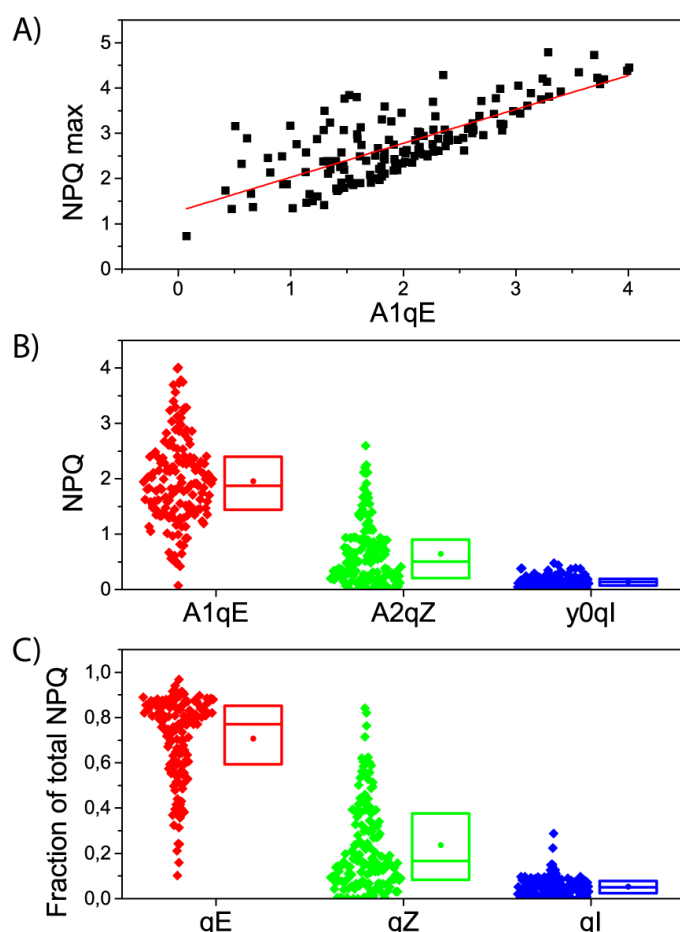 A)
5
4
3
2
1
0
NPQ max
0 1 2 3 4
A1qE
B)
4
3
2
1
0
NPQ
A1qE A2qZ y0qI
C)
1,0
0,8
0,6
0,4
0,2
0,0
Fraction of total NPQ
qE qZ qI